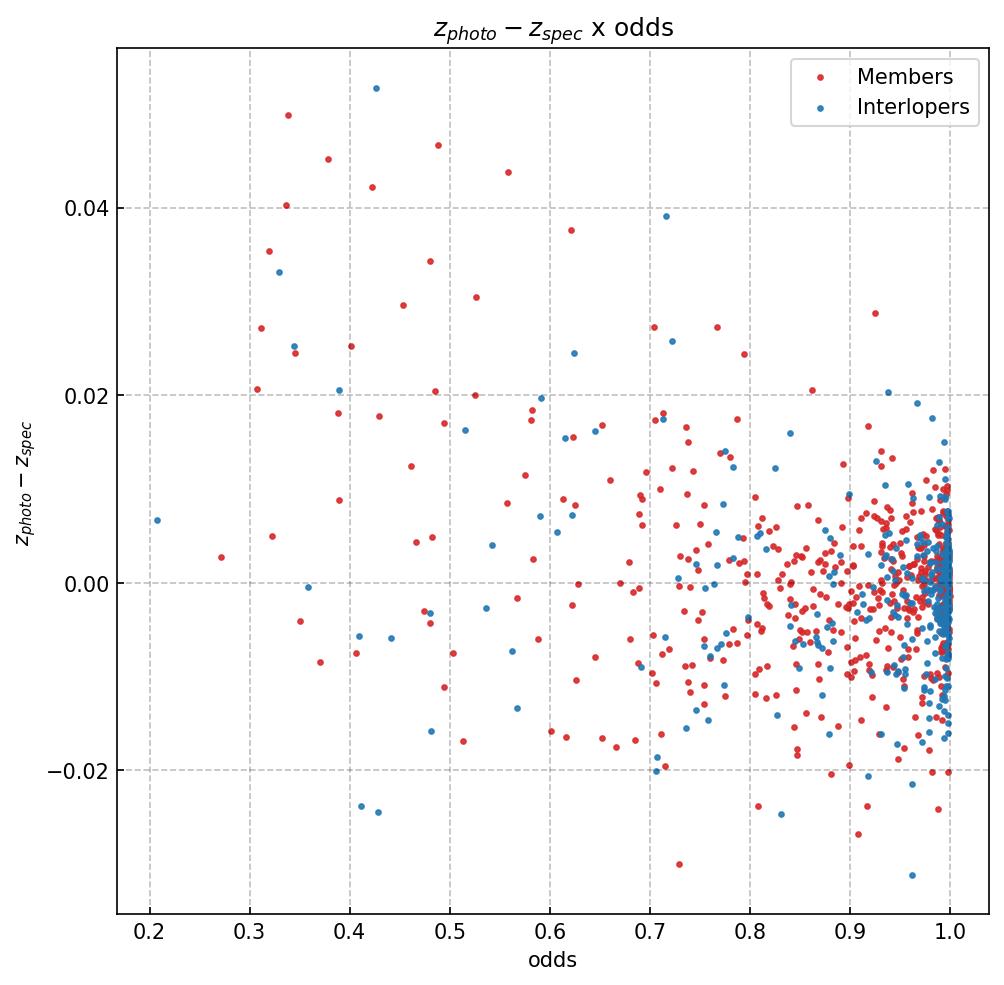 z_photo − z_spec x odds
Members
Interlopers
z_photo − z_spec
0.04
0.02
0.00
−0.02
0.2 0.3 0.4 0.5 0.6 0.7 0.8 0.9 1.0
odds